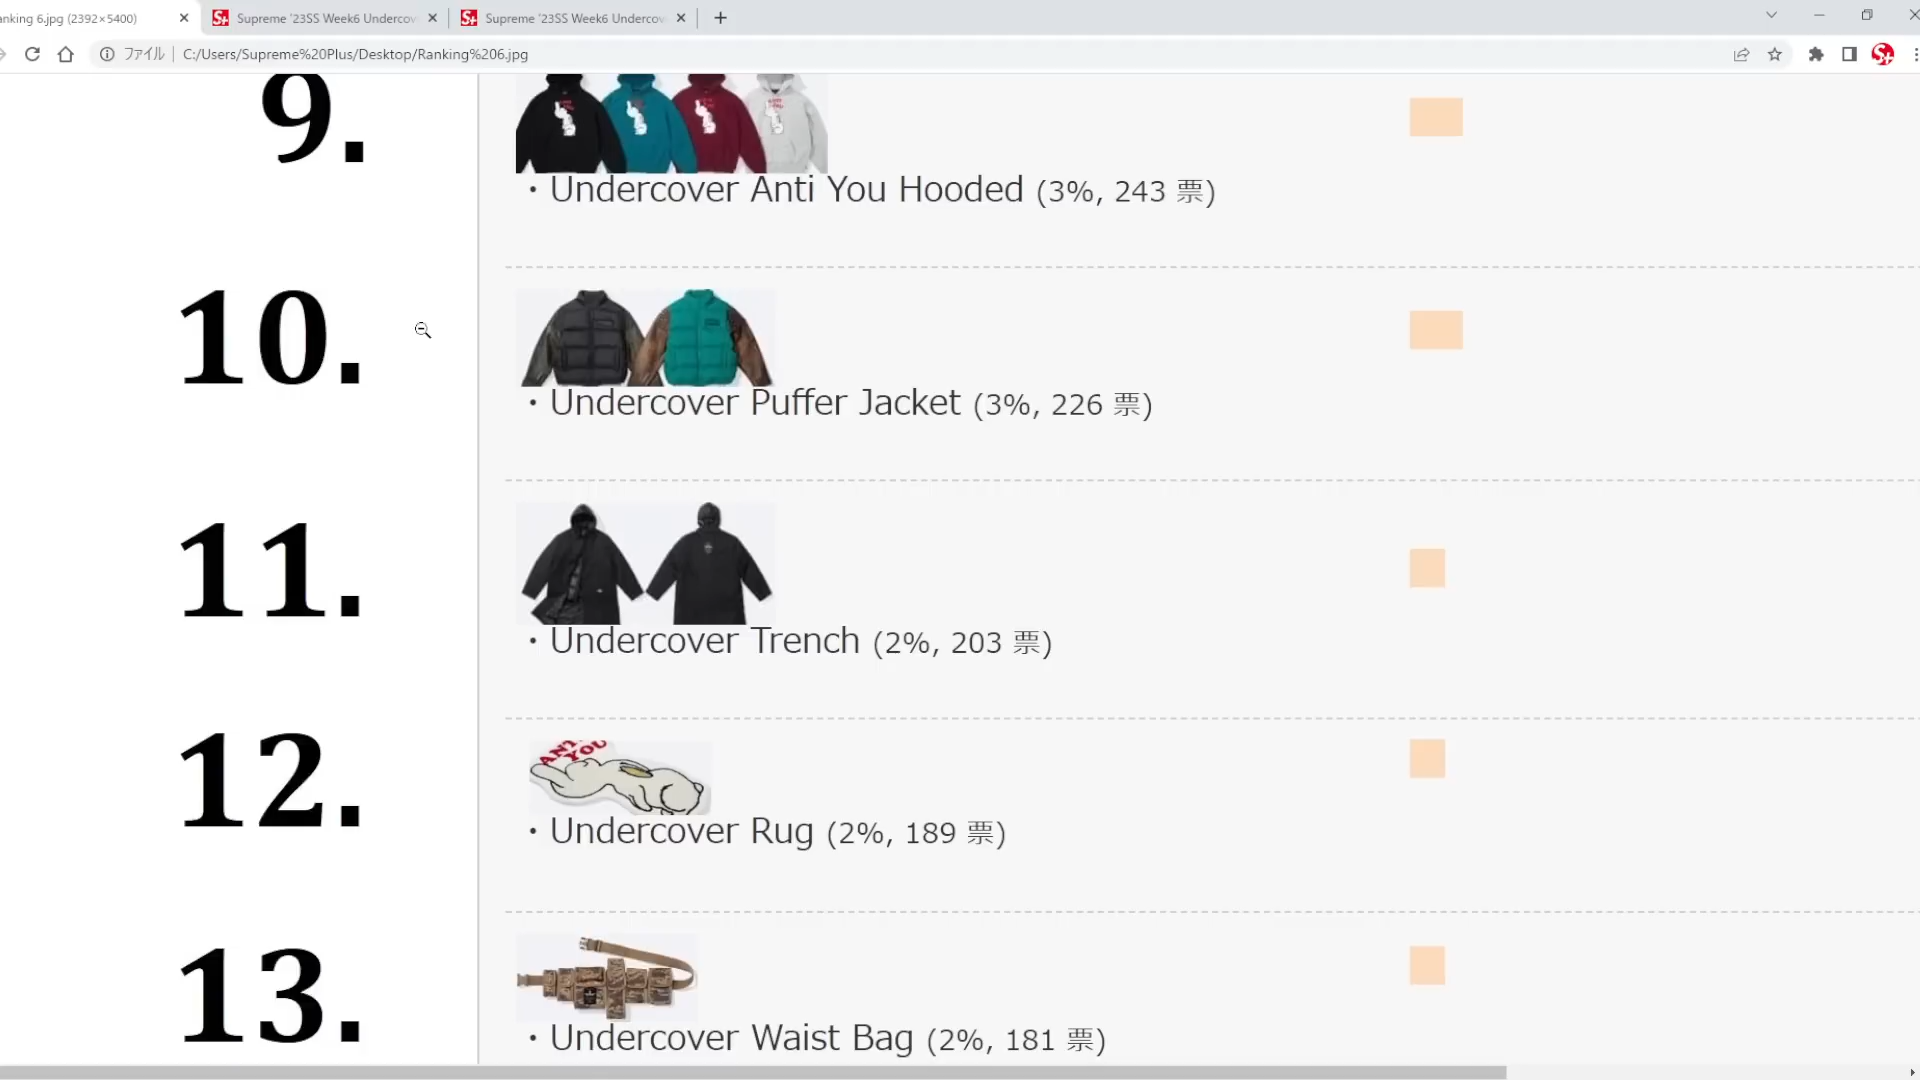 anking 6.jpg (2392×5400)
Supreme '23SS Week6 Undercov
Supreme '23SS Week6 Undercov
ファイル
C:/Users/Supreme%20Plus/Desktop/Ranking%206.jpg
9.
・Undercover Anti You Hooded (3%, 243 票)
10.
・Undercover Puffer Jacket (3%, 226 票)
11.
・Undercover Trench (2%, 203 票)
12.
ANTI
YOU
・Undercover Rug (2%, 189 票)
13.
・Undercover Waist Bag (2%, 181 票)